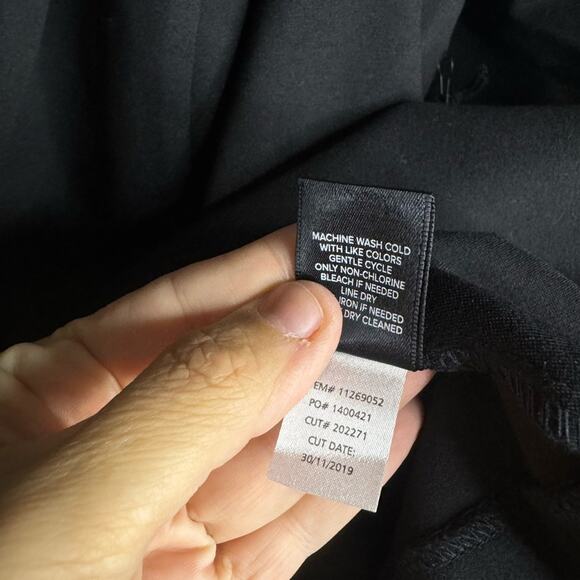 MACHINE WASH COLD
WITH LIKE COLORS
GENTLE CYCLE
ONLY NON-CHLORINE
BLEACH IF NEEDED
LINE DRY
IRON IF NEEDED
DRY CLEANED
EM# 11269052
PO# 1400421
CUT# 202271
CUT DATE:
30/11/2019